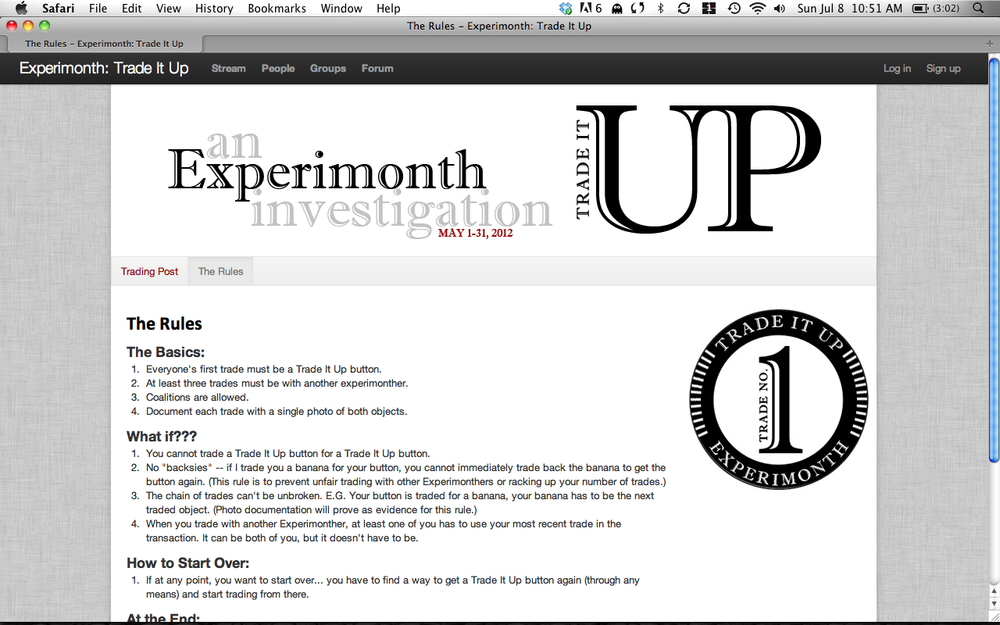 Safari File Edit View History Bookmarks Window Help 6 1 Sun Jul 8 10:51 AM (3:02)
The Rules – Experimonth: Trade It Up
The Rules – Experimonth: Trade It Up
Experimonth: Trade It Up Stream People Groups Forum Log in Sign up
an
Experimonth
investigation
MAY 1-31, 2012
TRADE IT
UP
Trading Post The Rules
The Rules
The Basics:
1. Everyone's first trade must be a Trade It Up button.
2. At least three trades must be with another experimonther.
3. Coalitions are allowed.
4. Document each trade with a single photo of both objects.
TRADE IT UP
TRADE NO.
1
EXPERIMONTH
What if???
1. You cannot trade a Trade It Up button for a Trade It Up button.
2. No "backsies" -- if I trade you a banana for your button, you cannot immediately trade back the banana to get the
button again. (This rule is to prevent unfair trading with other Experimonthers or racking up your number of trades.)
3. The chain of trades can't be unbroken. E.G. Your button is traded for a banana, your banana has to be the next
traded object. (Photo documentation will prove as evidence for this rule.)
4. When you trade with another Experimonther, at least one of you has to use your most recent trade in the
transaction. It can be both of you, but it doesn't have to be.
How to Start Over:
1. If at any point, you want to start over... you have to find a way to get a Trade It Up button again (through any
means) and start trading from there.
At the End: